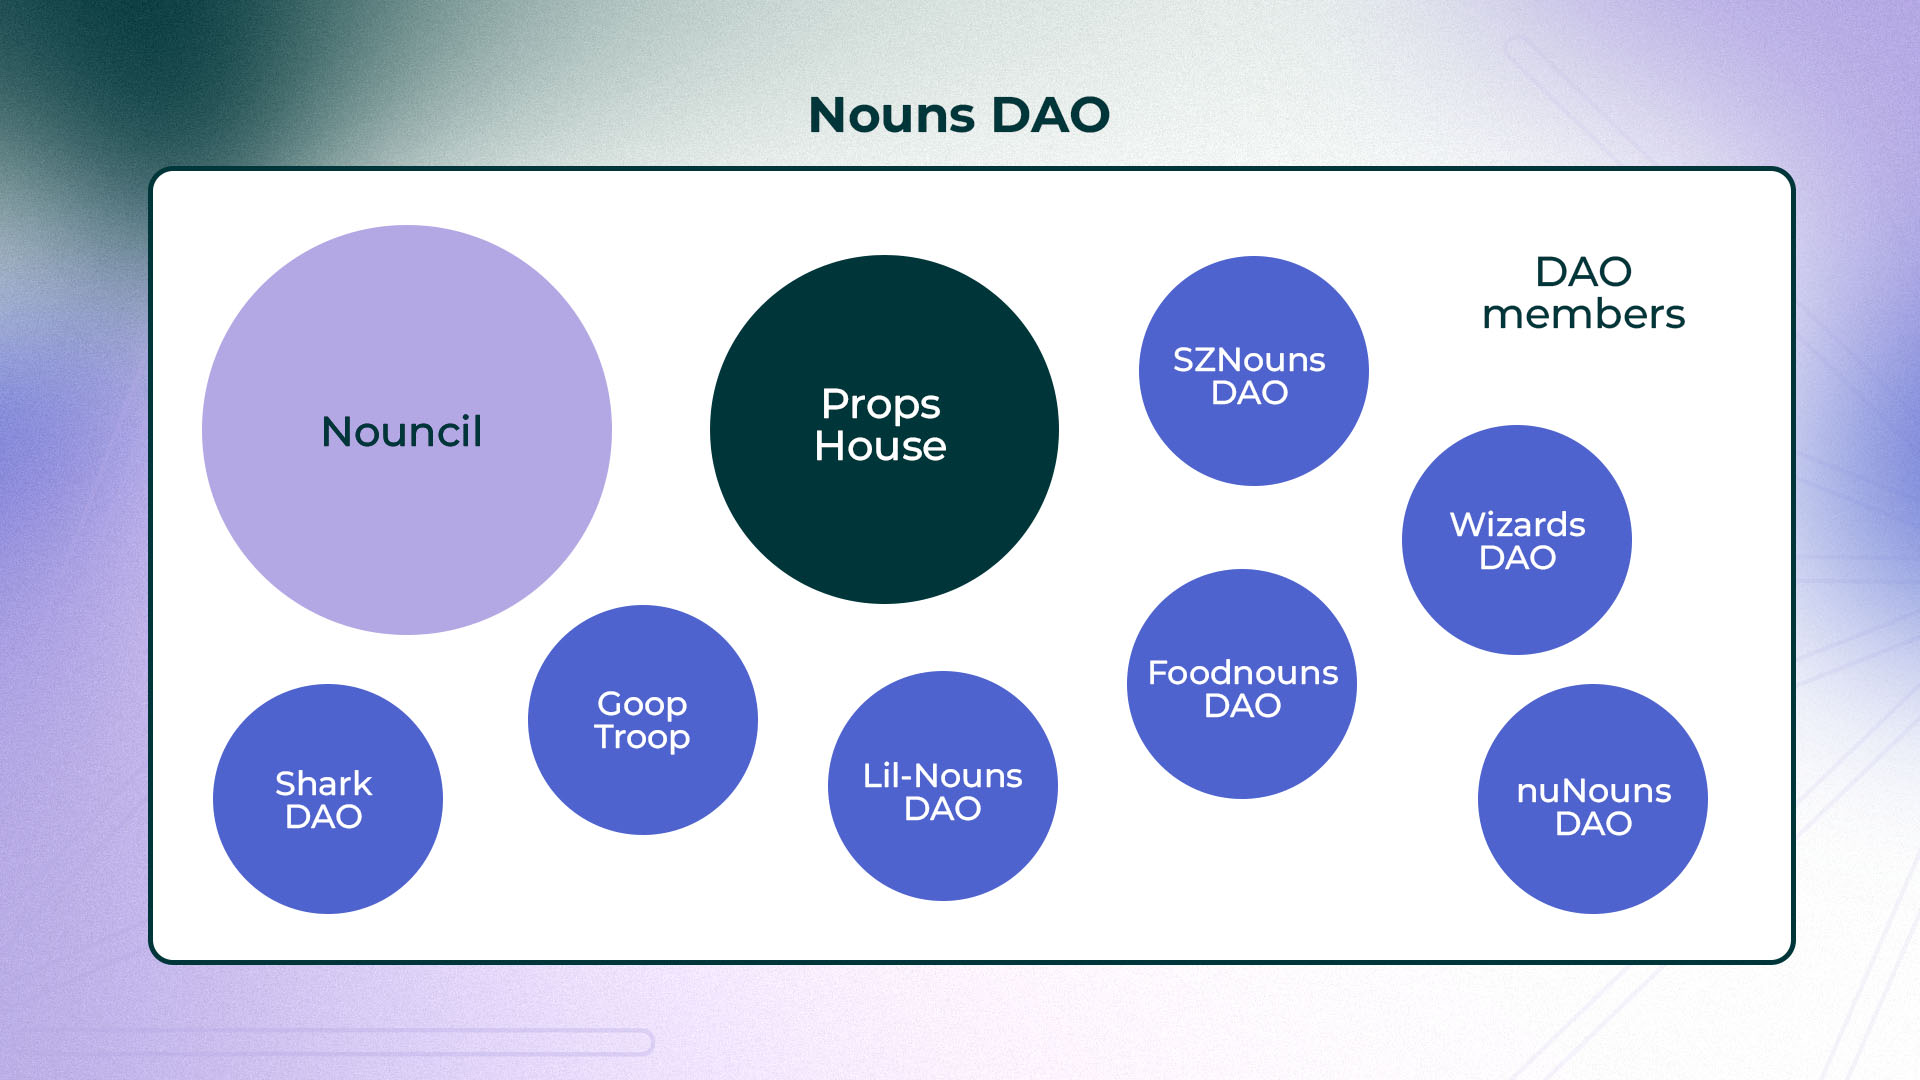 Nouns DAO
Nouncil
Props
House
SZNouns
DAO
DAO
members
Wizards
DAO
Foodnouns
DAO
Goop
Troop
Lil-Nouns
DAO
Shark
DAO
nuNouns
DAO